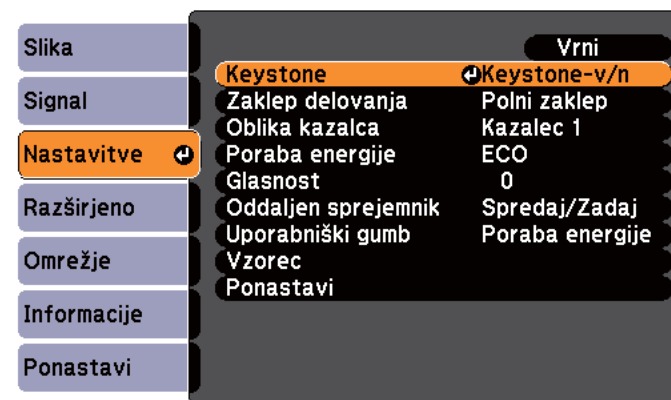 Slika
Signal
Nastavitve
Razširjeno
Omrežje
Informacije
Ponastavi
Vrni
Keystone Keystone-v/n
Zaklep delovanja Polni zaklep
Oblika kazalca Kazalec 1
Poraba energije ECO
Glasnost 0
Oddaljen sprejemnik Spredaj/Zadaj
Uporabniški gumb Poraba energije
Vzorec
Ponastavi